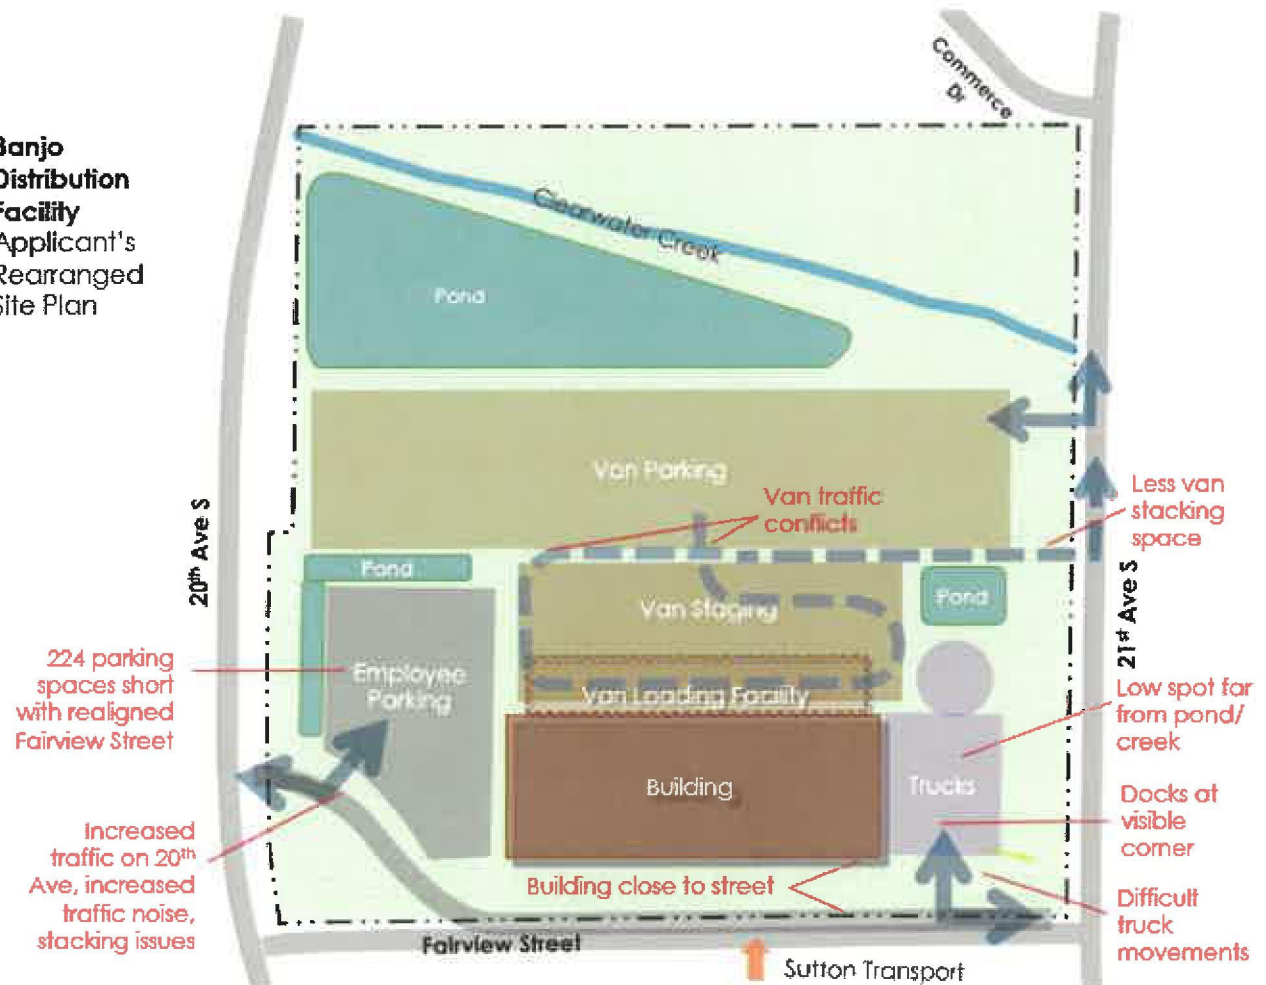 Banjo
Distribution
Facility
Applicant's
Rearranged
Site Plan
Commerce
Dr
Clearwater Creek
Pond
Van Parking
Van traffic
conflicts
Less van
stacking
space
20th Ave S
Pond
Van Staging
Pond
21st Ave S
224 parking
spaces short
with realigned
Fairview Street
Employee
Parking
Van Loading Facility
Low spot far
from pond/
creek
Building
Trucks
Docks at
visible
corner
Increased
traffic on 20th
Ave, increased
traffic noise,
stacking issues
Building close to street
Difficult
truck
movements
Fairview Street
Sutton Transport